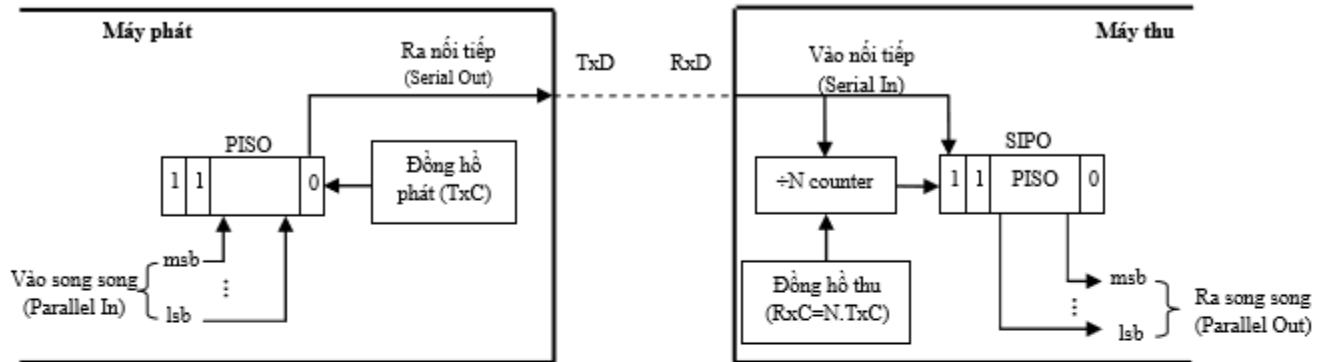 Máy phát
Ra nối tiếp
(Serial Out)
PISO
1 1 0
Đồng hồ
phát (TxC)
Vào song song
(Parallel In)
msb
⋮
lsb
TxD
RxD
Máy thu
Vào nối tiếp
(Serial In)
÷N counter
Đồng hồ thu
(RxC=N.TxC)
SIPO
1 1 PISO 0
msb
⋮
lsb
Ra song song
(Parallel Out)